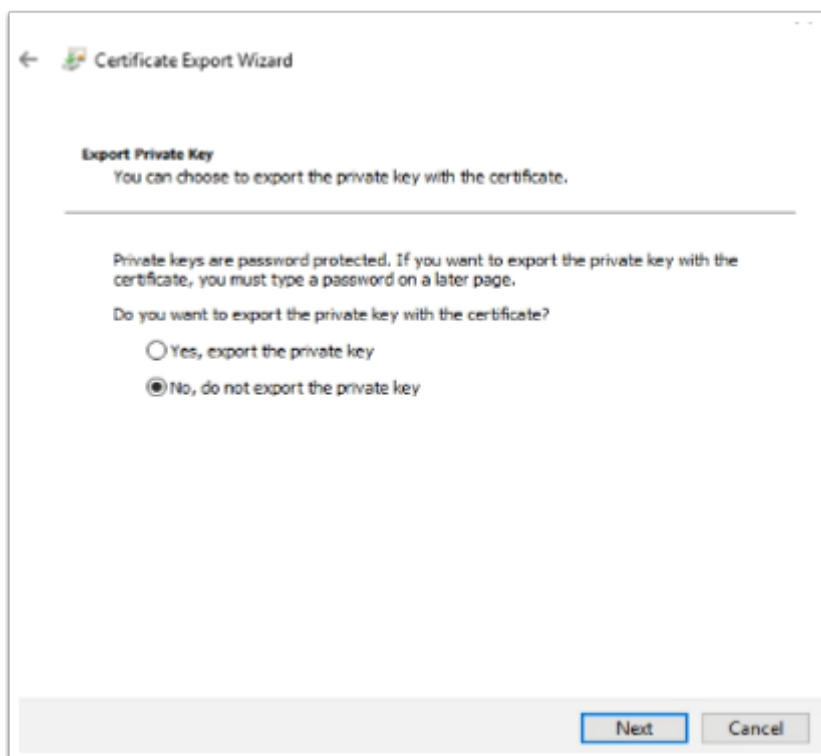 Certificate Export Wizard
Export Private Key
You can choose to export the private key with the certificate.
Private keys are password protected. If you want to export the private key with the
certificate, you must type a password on a later page.
Do you want to export the private key with the certificate?
Yes, export the private key
No, do not export the private key
Next
Cancel